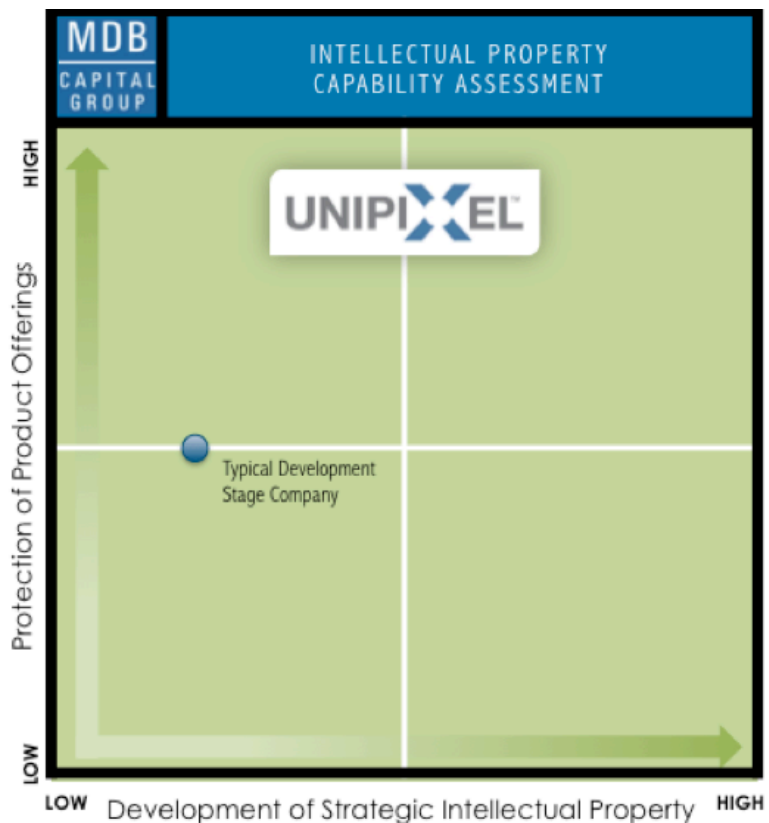 MDB
CAPITAL
GROUP
INTELLECTUAL PROPERTY
CAPABILITY ASSESSMENT
HIGH
UNIPIXEL™
Protection of Product Offerings
Typical Development
Stage Company
LOW
LOW Development of Strategic Intellectual Property HIGH